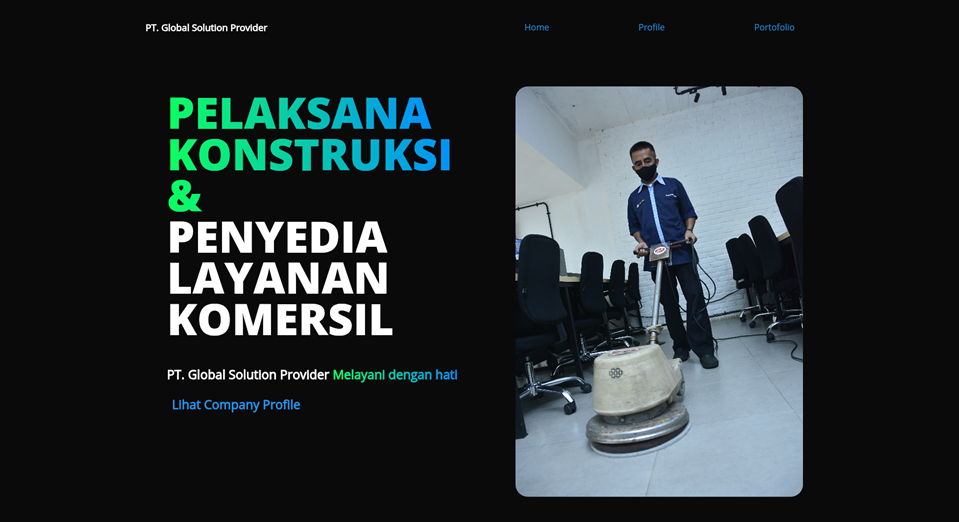 PT. Global Solution Provider
Home
Profile
Portofolio
PELAKSANA
KONSTRUKSI
&
PENYEDIA
LAYANAN
KOMERSIL
PT. Global Solution Provider Melayani dengan hati
Lihat Company Profile